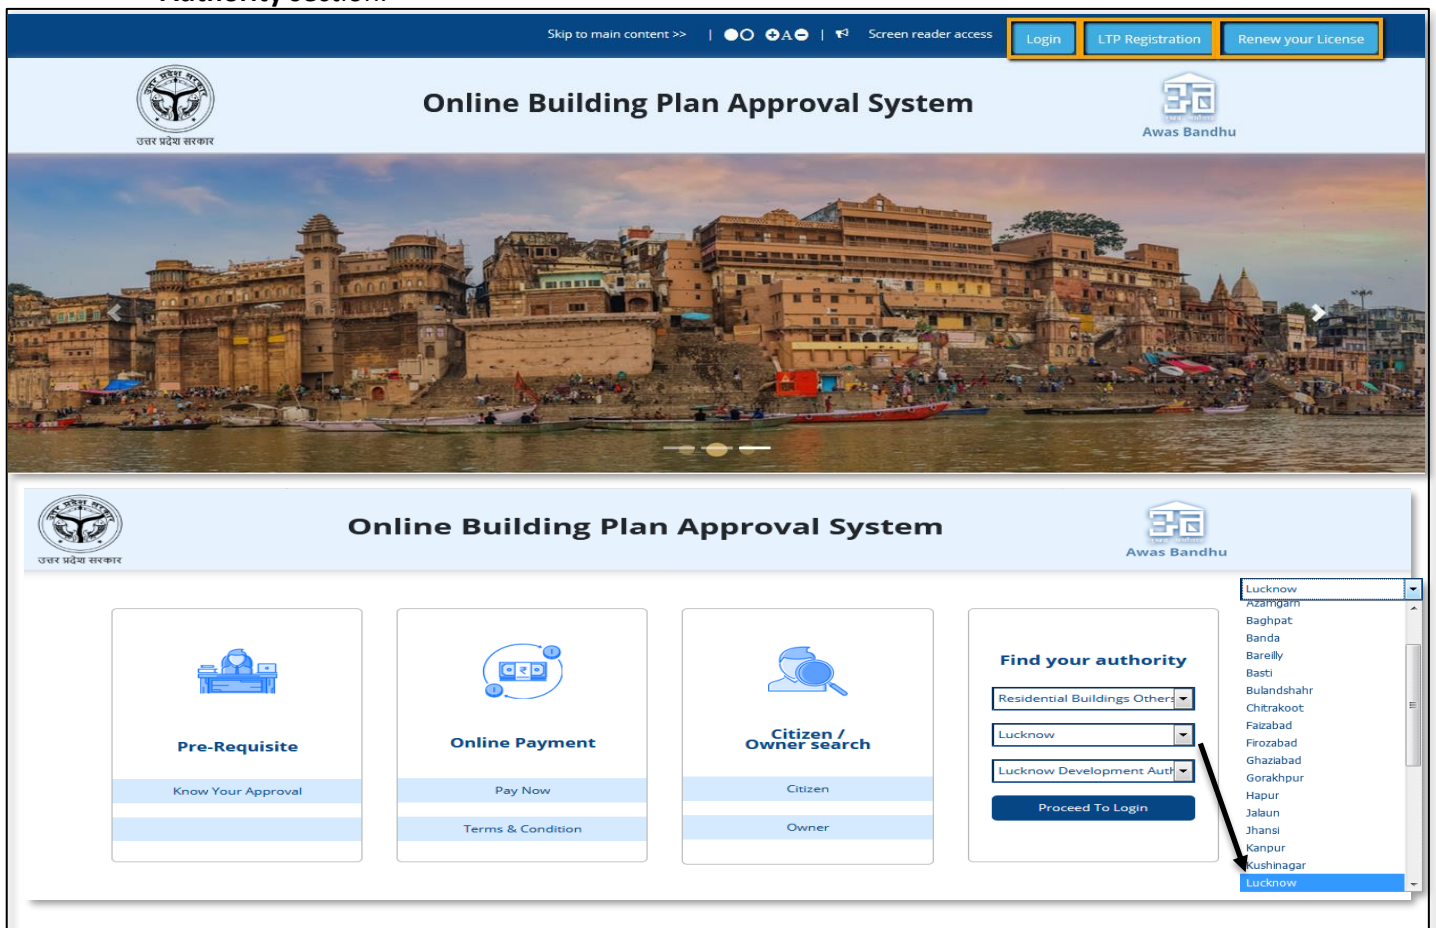 Authority section.
Skip to main content >> | A | Screen reader access
Login
LTP Registration
Renew your License
उत्तर प्रदेश सरकार
Online Building Plan Approval System
Awas Bandhu
उत्तर प्रदेश सरकार
Online Building Plan Approval System
Awas Bandhu
Pre-Requisite
Know Your Approval
Online Payment
Pay Now
Terms & Condition
Citizen /
Owner search
Citizen
Owner
Find your authority
Residential Buildings Others
Lucknow
Lucknow Development Auth
Proceed To Login
Lucknow
Azamgarh
Baghpat
Banda
Bareilly
Basti
Bulandshahr
Chitrakoot
Faizabad
Firozabad
Ghaziabad
Gorakhpur
Hapur
Jalaun
Jhansi
Kanpur
Kushinagar
Lucknow